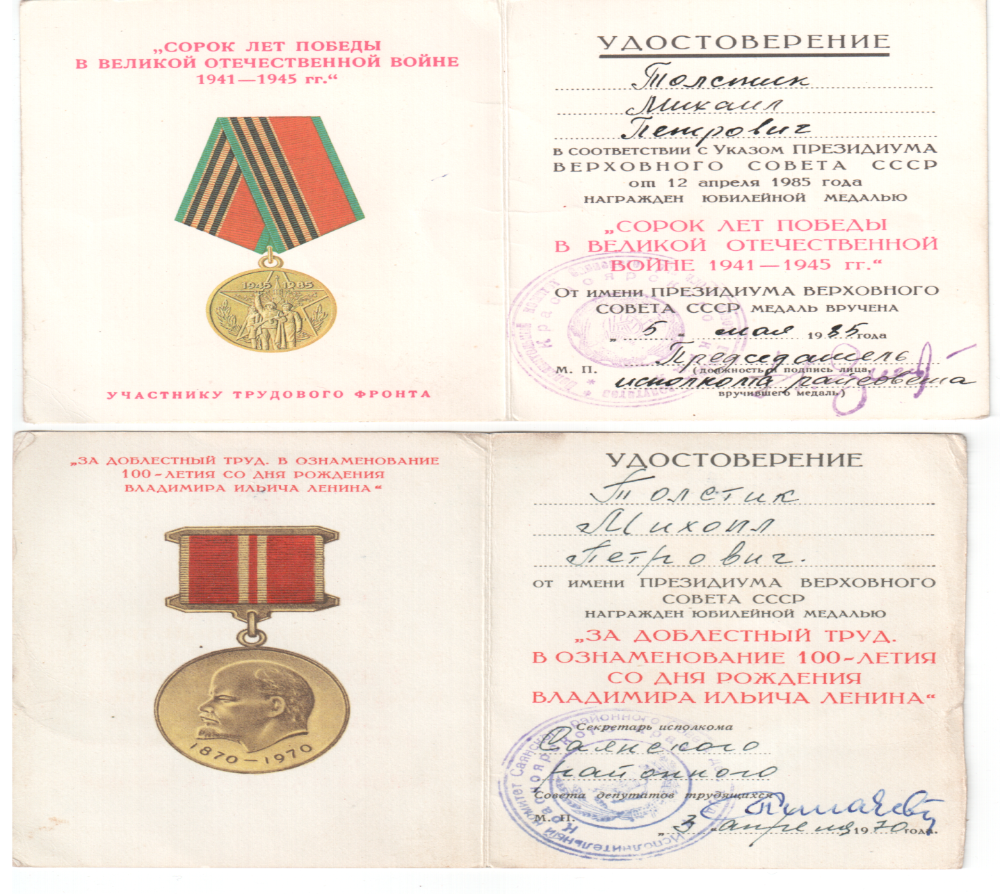 „СОРОК ЛЕТ ПОБЕДЫ
В ВЕЛИКОЙ ОТЕЧЕСТВЕННОЙ ВОЙНЕ
1941—1945 гг.“
1945 1985
УЧАСТНИКУ ТРУДОВОГО ФРОНТА
УДОСТОВЕРЕНИЕ
Толстик
Михаил
Петрович
В СООТВЕТСТВИИ С УКАЗОМ ПРЕЗИДИУМА
ВЕРХОВНОГО СОВЕТА СССР
от 12 апреля 1985 года
НАГРАЖДЕН ЮБИЛЕЙНОЙ МЕДАЛЬЮ
„СОРОК ЛЕТ ПОБЕДЫ
В ВЕЛИКОЙ ОТЕЧЕСТВЕННОЙ
ВОЙНЕ 1941—1945 гг.“
ОТ ИМЕНИ ПРЕЗИДИУМА ВЕРХОВНОГО
СОВЕТА СССР МЕДАЛЬ ВРУЧЕНА
„ 5 - мая 1985 года
Председатель
М. П. (должность и подпись лица,
исполкома райсовета
вручившего медаль)
„ЗА ДОБЛЕСТНЫЙ ТРУД. В ОЗНАМЕНОВАНИЕ
100-ЛЕТИЯ СО ДНЯ РОЖДЕНИЯ
ВЛАДИМИРА ИЛЬИЧА ЛЕНИНА“
1870—1970
УДОСТОВЕРЕНИЕ
Толстик
Михаил
Петрович.
ОТ ИМЕНИ ПРЕЗИДИУМА ВЕРХОВНОГО
СОВЕТА СССР
НАГРАЖДЕН ЮБИЛЕЙНОЙ МЕДАЛЬЮ
„ЗА ДОБЛЕСТНЫЙ ТРУД.
В ОЗНАМЕНОВАНИЕ 100-ЛЕТИЯ
СО ДНЯ РОЖДЕНИЯ
ВЛАДИМИРА ИЛЬИЧА ЛЕНИНА“
Секретарь исполкома
Саянского
районного
Совета депутатов трудящихся
М. П.
„ 3 “ апреля 1970 года.
Исполнительный комитет Саянского районного Совета